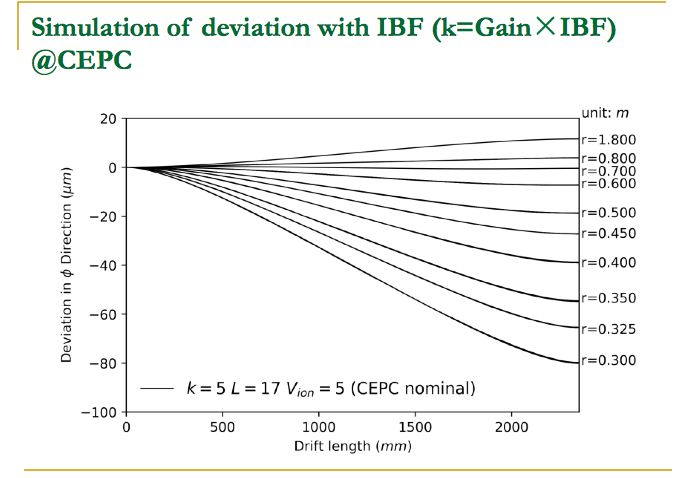 Simulation of deviation with IBF (k=Gain×IBF)
@CEPC
unit: m
20
0
−20
−40
−60
−80
−100
Deviation in ϕ Direction (μm)
r=1.800
r=0.800
r=0.700
r=0.600
r=0.500
r=0.450
r=0.400
r=0.350
r=0.325
r=0.300
k = 5 L = 17 Vion = 5 (CEPC nominal)
0 500 1000 1500 2000
Drift length (mm)